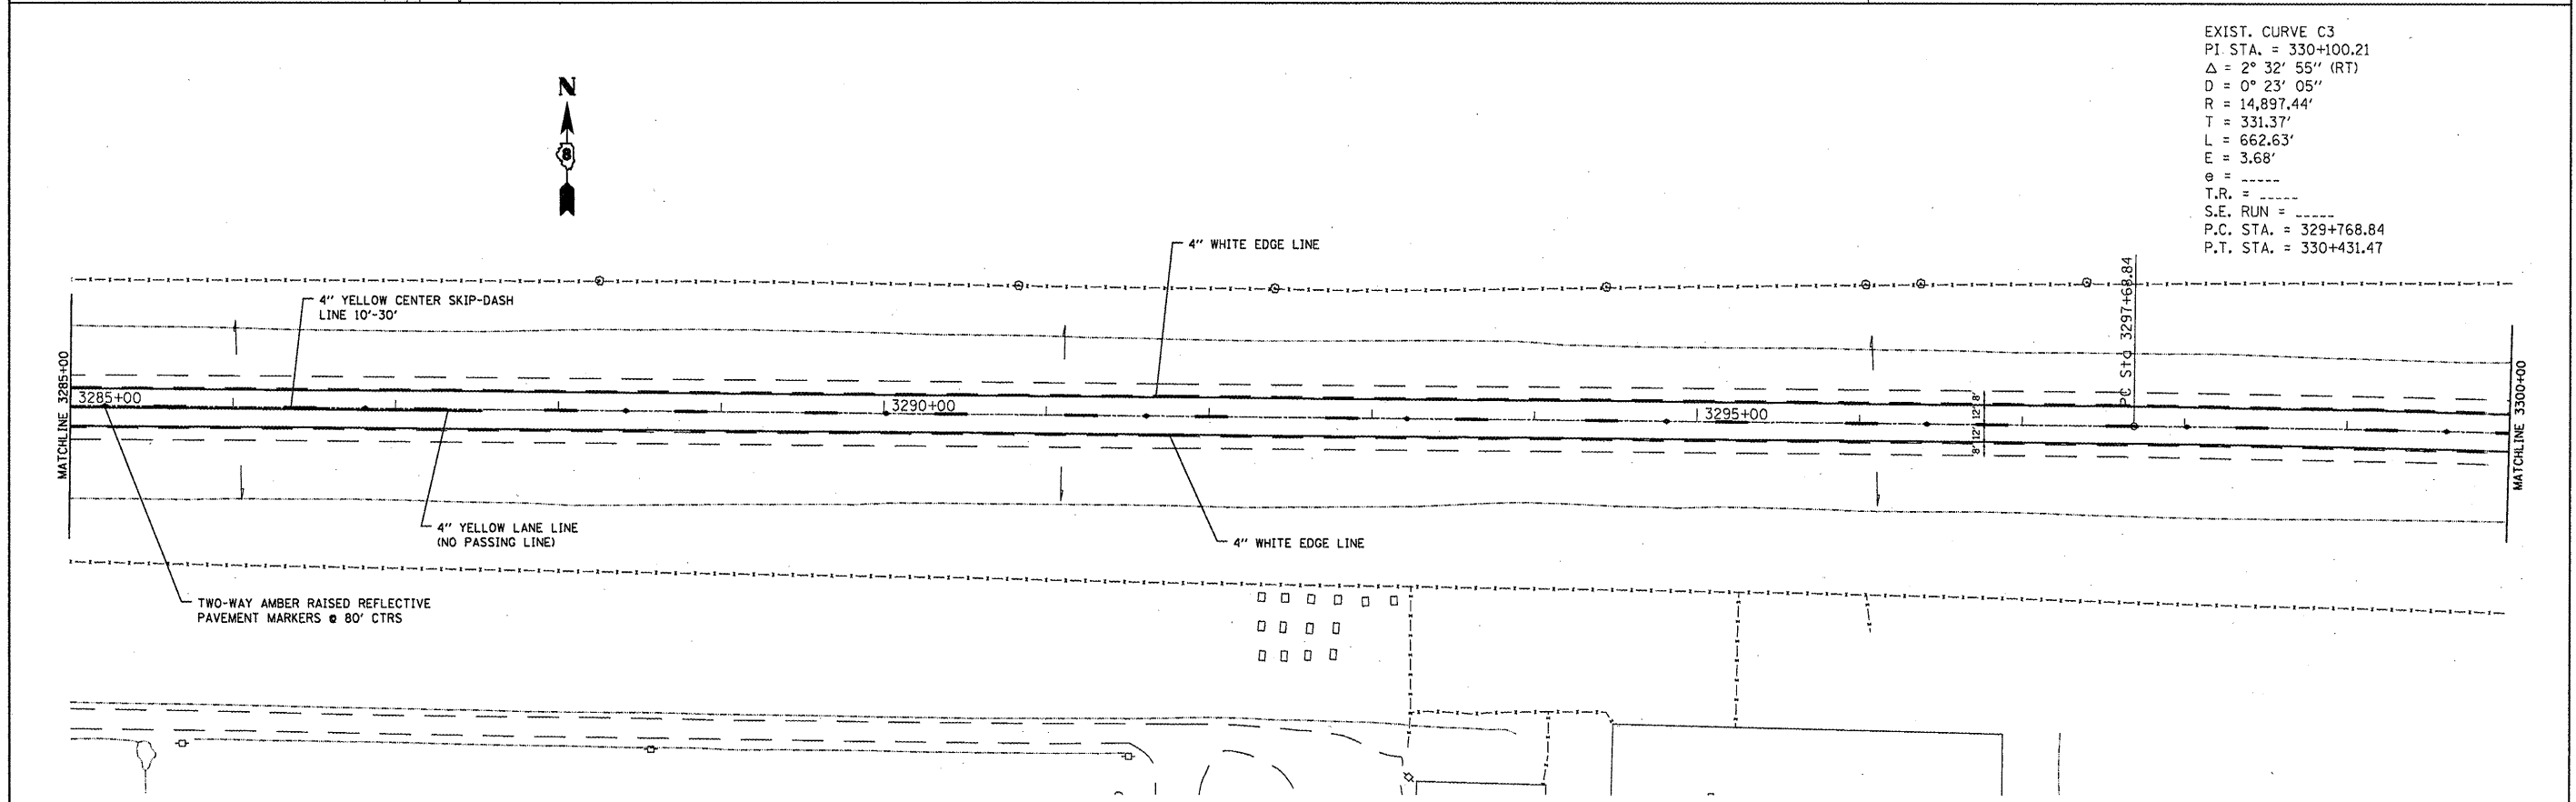 EXIST. CURVE C3
PI STA. = 330+100.21
Δ = 2° 32' 55" (RT)
D = 0° 23' 05"
R = 14,897.44'
T = 331.37'
L = 662.63'
E = 3.68'
e = -----
T.R. = -----
S.E. RUN = -----
P.C. STA. = 329+768.84
P.T. STA. = 330+431.47
N
8
4" WHITE EDGE LINE
4" YELLOW CENTER SKIP-DASH
LINE 10'-30'
PC Sta 3297+68.84
MATCHLINE 3285+00
3285+00
3290+00
3295+00
8' 12' 12' 8'
MATCHLINE 3300+00
4" YELLOW LANE LINE
(NO PASSING LINE)
4" WHITE EDGE LINE
TWO-WAY AMBER RAISED REFLECTIVE
PAVEMENT MARKERS @ 80' CTRS